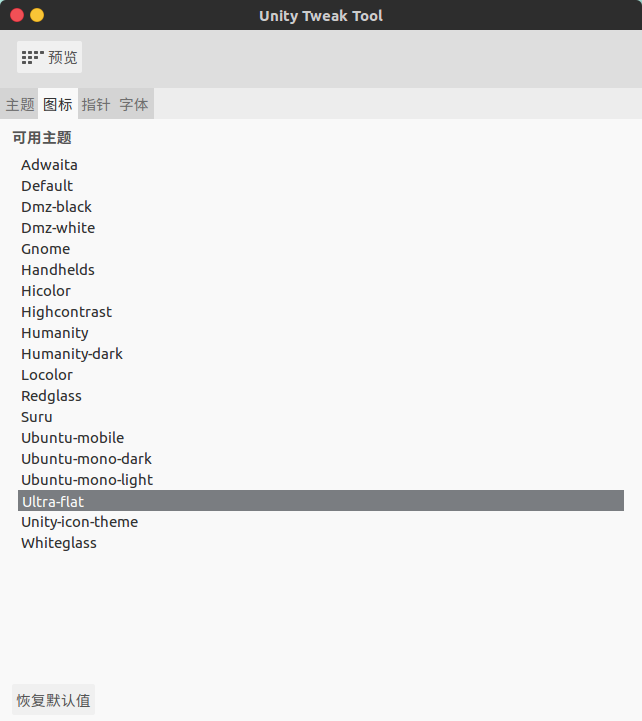 Unity Tweak Tool
预览
主题 图标 指针 字体
可用主题
Adwaita
Default
Dmz-black
Dmz-white
Gnome
Handhelds
Hicolor
Highcontrast
Humanity
Humanity-dark
Locolor
Redglass
Suru
Ubuntu-mobile
Ubuntu-mono-dark
Ubuntu-mono-light
Ultra-flat
Unity-icon-theme
Whiteglass
恢复默认值